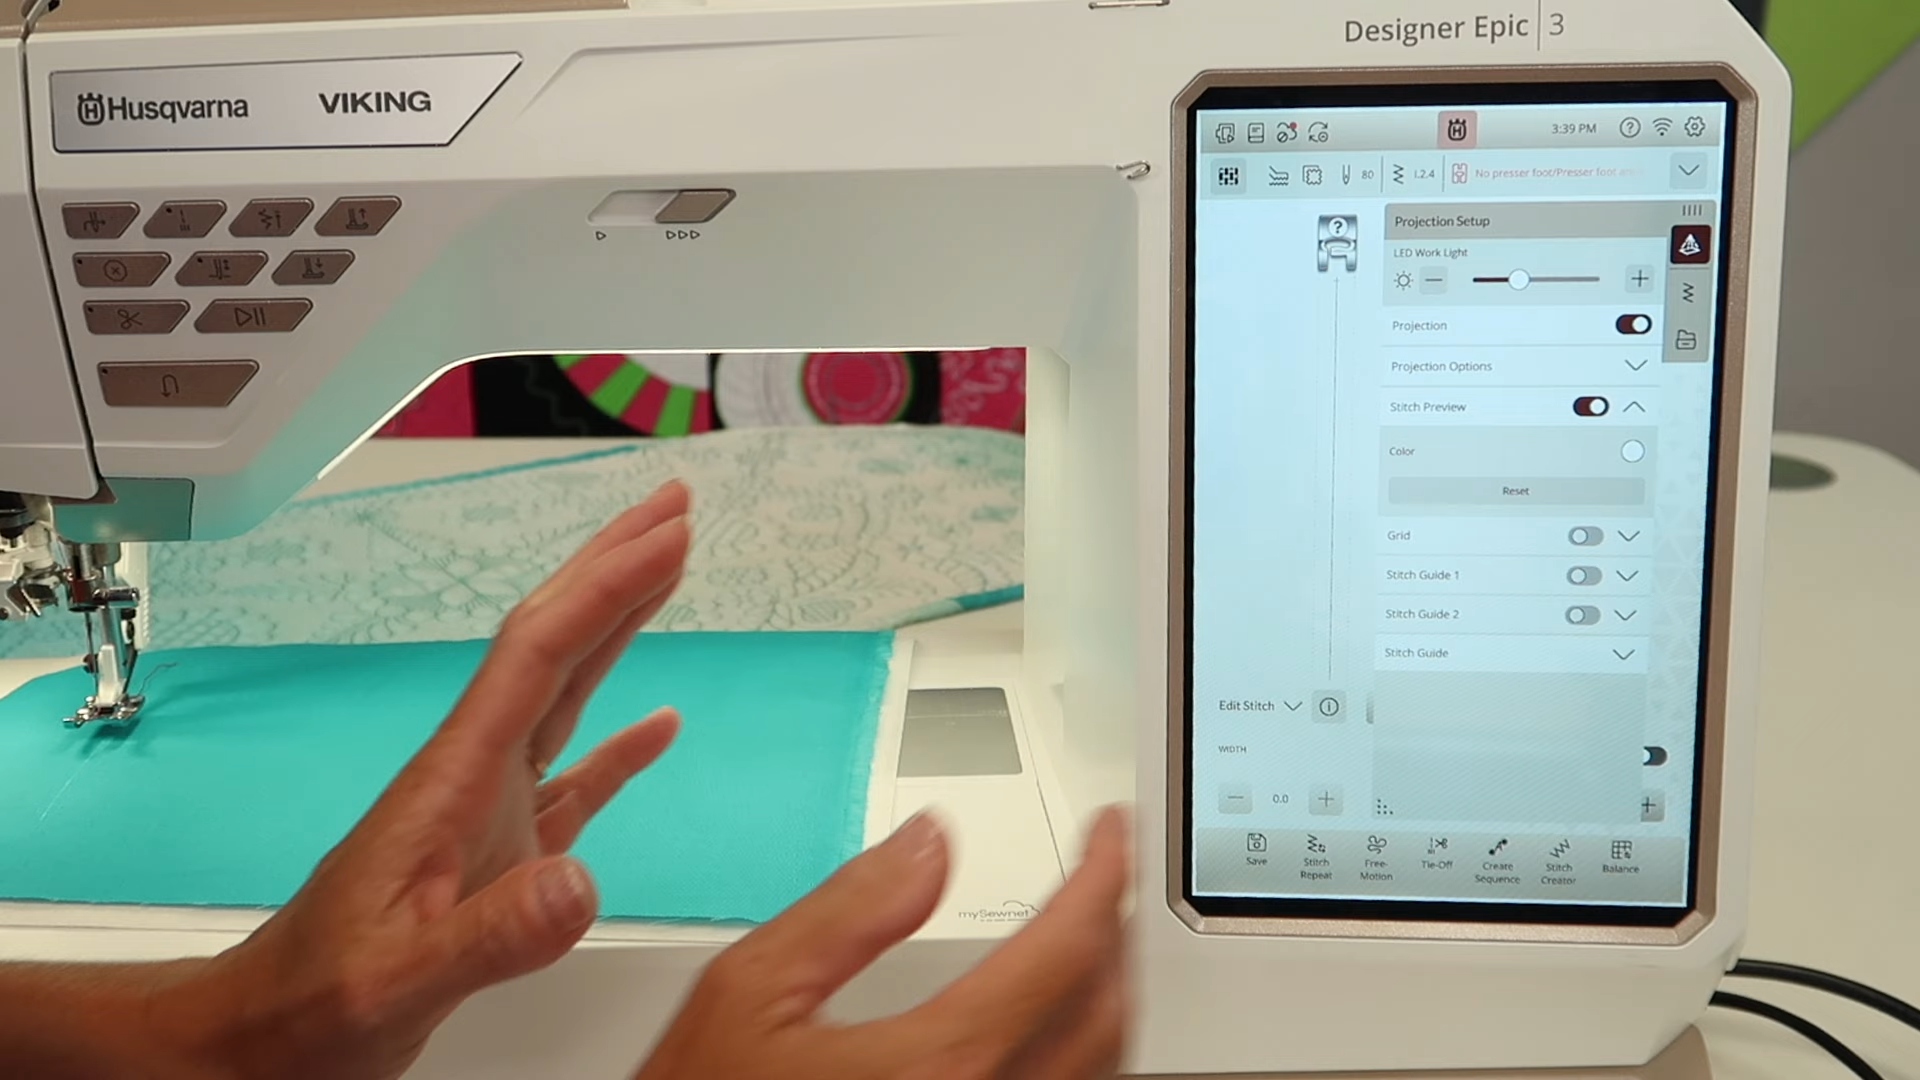 Designer Epic 3
Husqvarna VIKING
3:39 PM
80
1.2.4
No presser foot/Presser foot
Projection Setup
LED Work Light
Projection
Projection Options
Stitch Preview
Color
Reset
Grid
Stitch Guide 1
Stitch Guide 2
Stitch Guide
Edit Stitch
WIDTH
0.0
Save
Stitch Repeat
Free-Motion
Tie-Off
Create Sequence
Stitch Creator
Balance
mySewnet